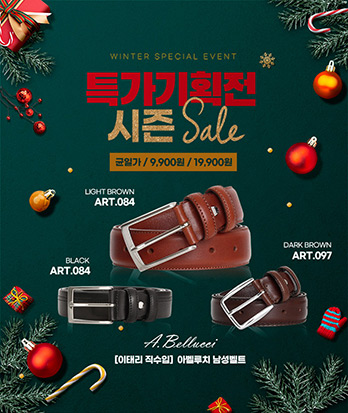 WINTER SPECIAL EVENT
특가기획전
시즌 Sale
균일가 / 9,900원 / 19,900원
LIGHT BROWN
ART.084
BLACK
ART.084
DARK BROWN
ART.097
A.Bellucci
[이태리 직수입] 아벨루치 남성벨트